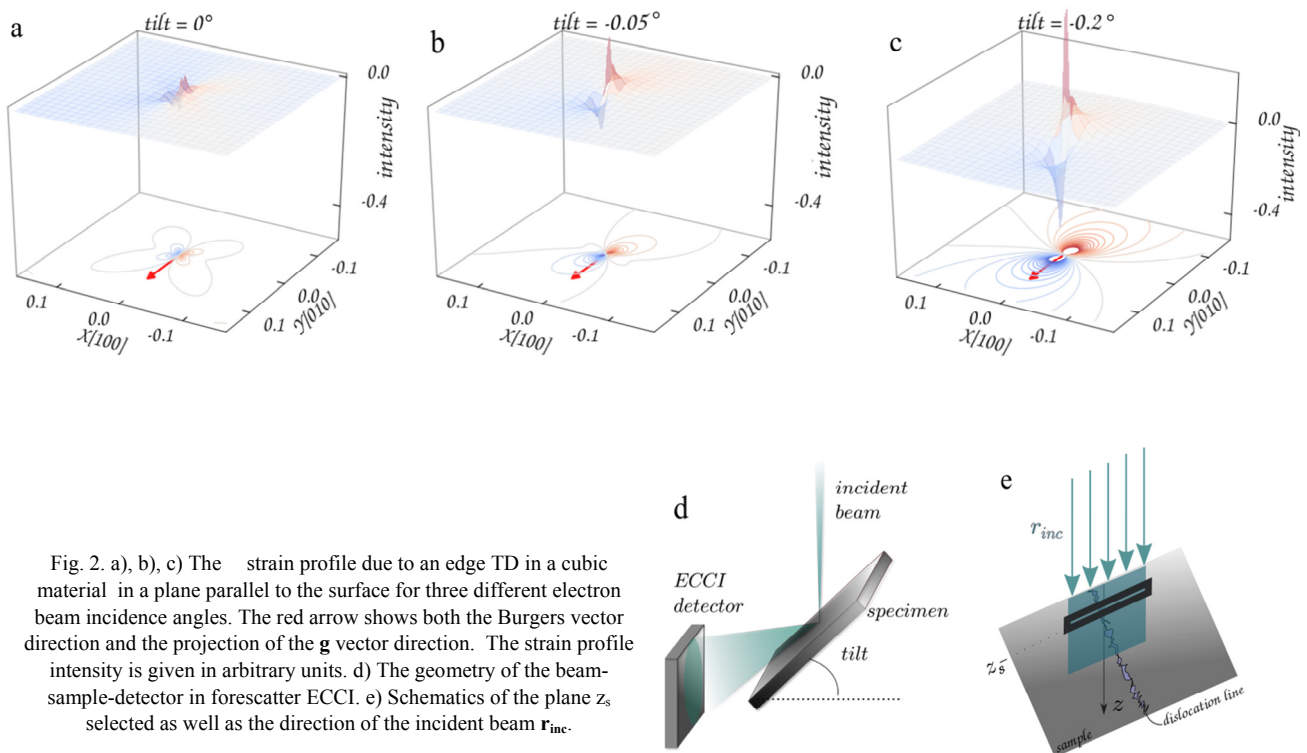 a
tilt = 0°
0.0
intensity
-0.4
0.1
0.0
-0.1
X[100]
0.1
0.0
-0.1
Y[010]
b
tilt = -0.05°
0.0
intensity
-0.4
0.1
0.0
-0.1
X[100]
0.1
0.0
-0.1
Y[010]
c
tilt = -0.2°
0.0
intensity
-0.4
0.1
0.0
-0.1
X[100]
0.1
0.0
-0.1
Y[010]
Fig. 2. a), b), c) The strain profile due to an edge TD in a cubic
material in a plane parallel to the surface for three different electron
beam incidence angles. The red arrow shows both the Burgers vector
direction and the projection of the g vector direction. The strain profile
intensity is given in arbitrary units. d) The geometry of the beam-
sample-detector in forescatter ECCI. e) Schematics of the plane zs
selected as well as the direction of the incident beam rinc.
d
incident
beam
ECCI
detector
specimen
tilt
e
rinc
zs
z
sample
dislocation line